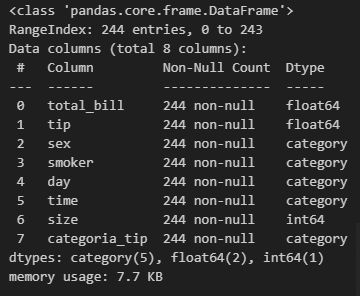 <class 'pandas.core.frame.DataFrame'>
RangeIndex: 244 entries, 0 to 243
Data columns (total 8 columns):
 #   Column         Non-Null Count  Dtype
---  ------         --------------  -----
 0   total_bill     244 non-null    float64
 1   tip            244 non-null    float64
 2   sex            244 non-null    category
 3   smoker         244 non-null    category
 4   day            244 non-null    category
 5   time           244 non-null    category
 6   size           244 non-null    int64
 7   categoria_tip  244 non-null    category
dtypes: category(5), float64(2), int64(1)
memory usage: 7.7 KB